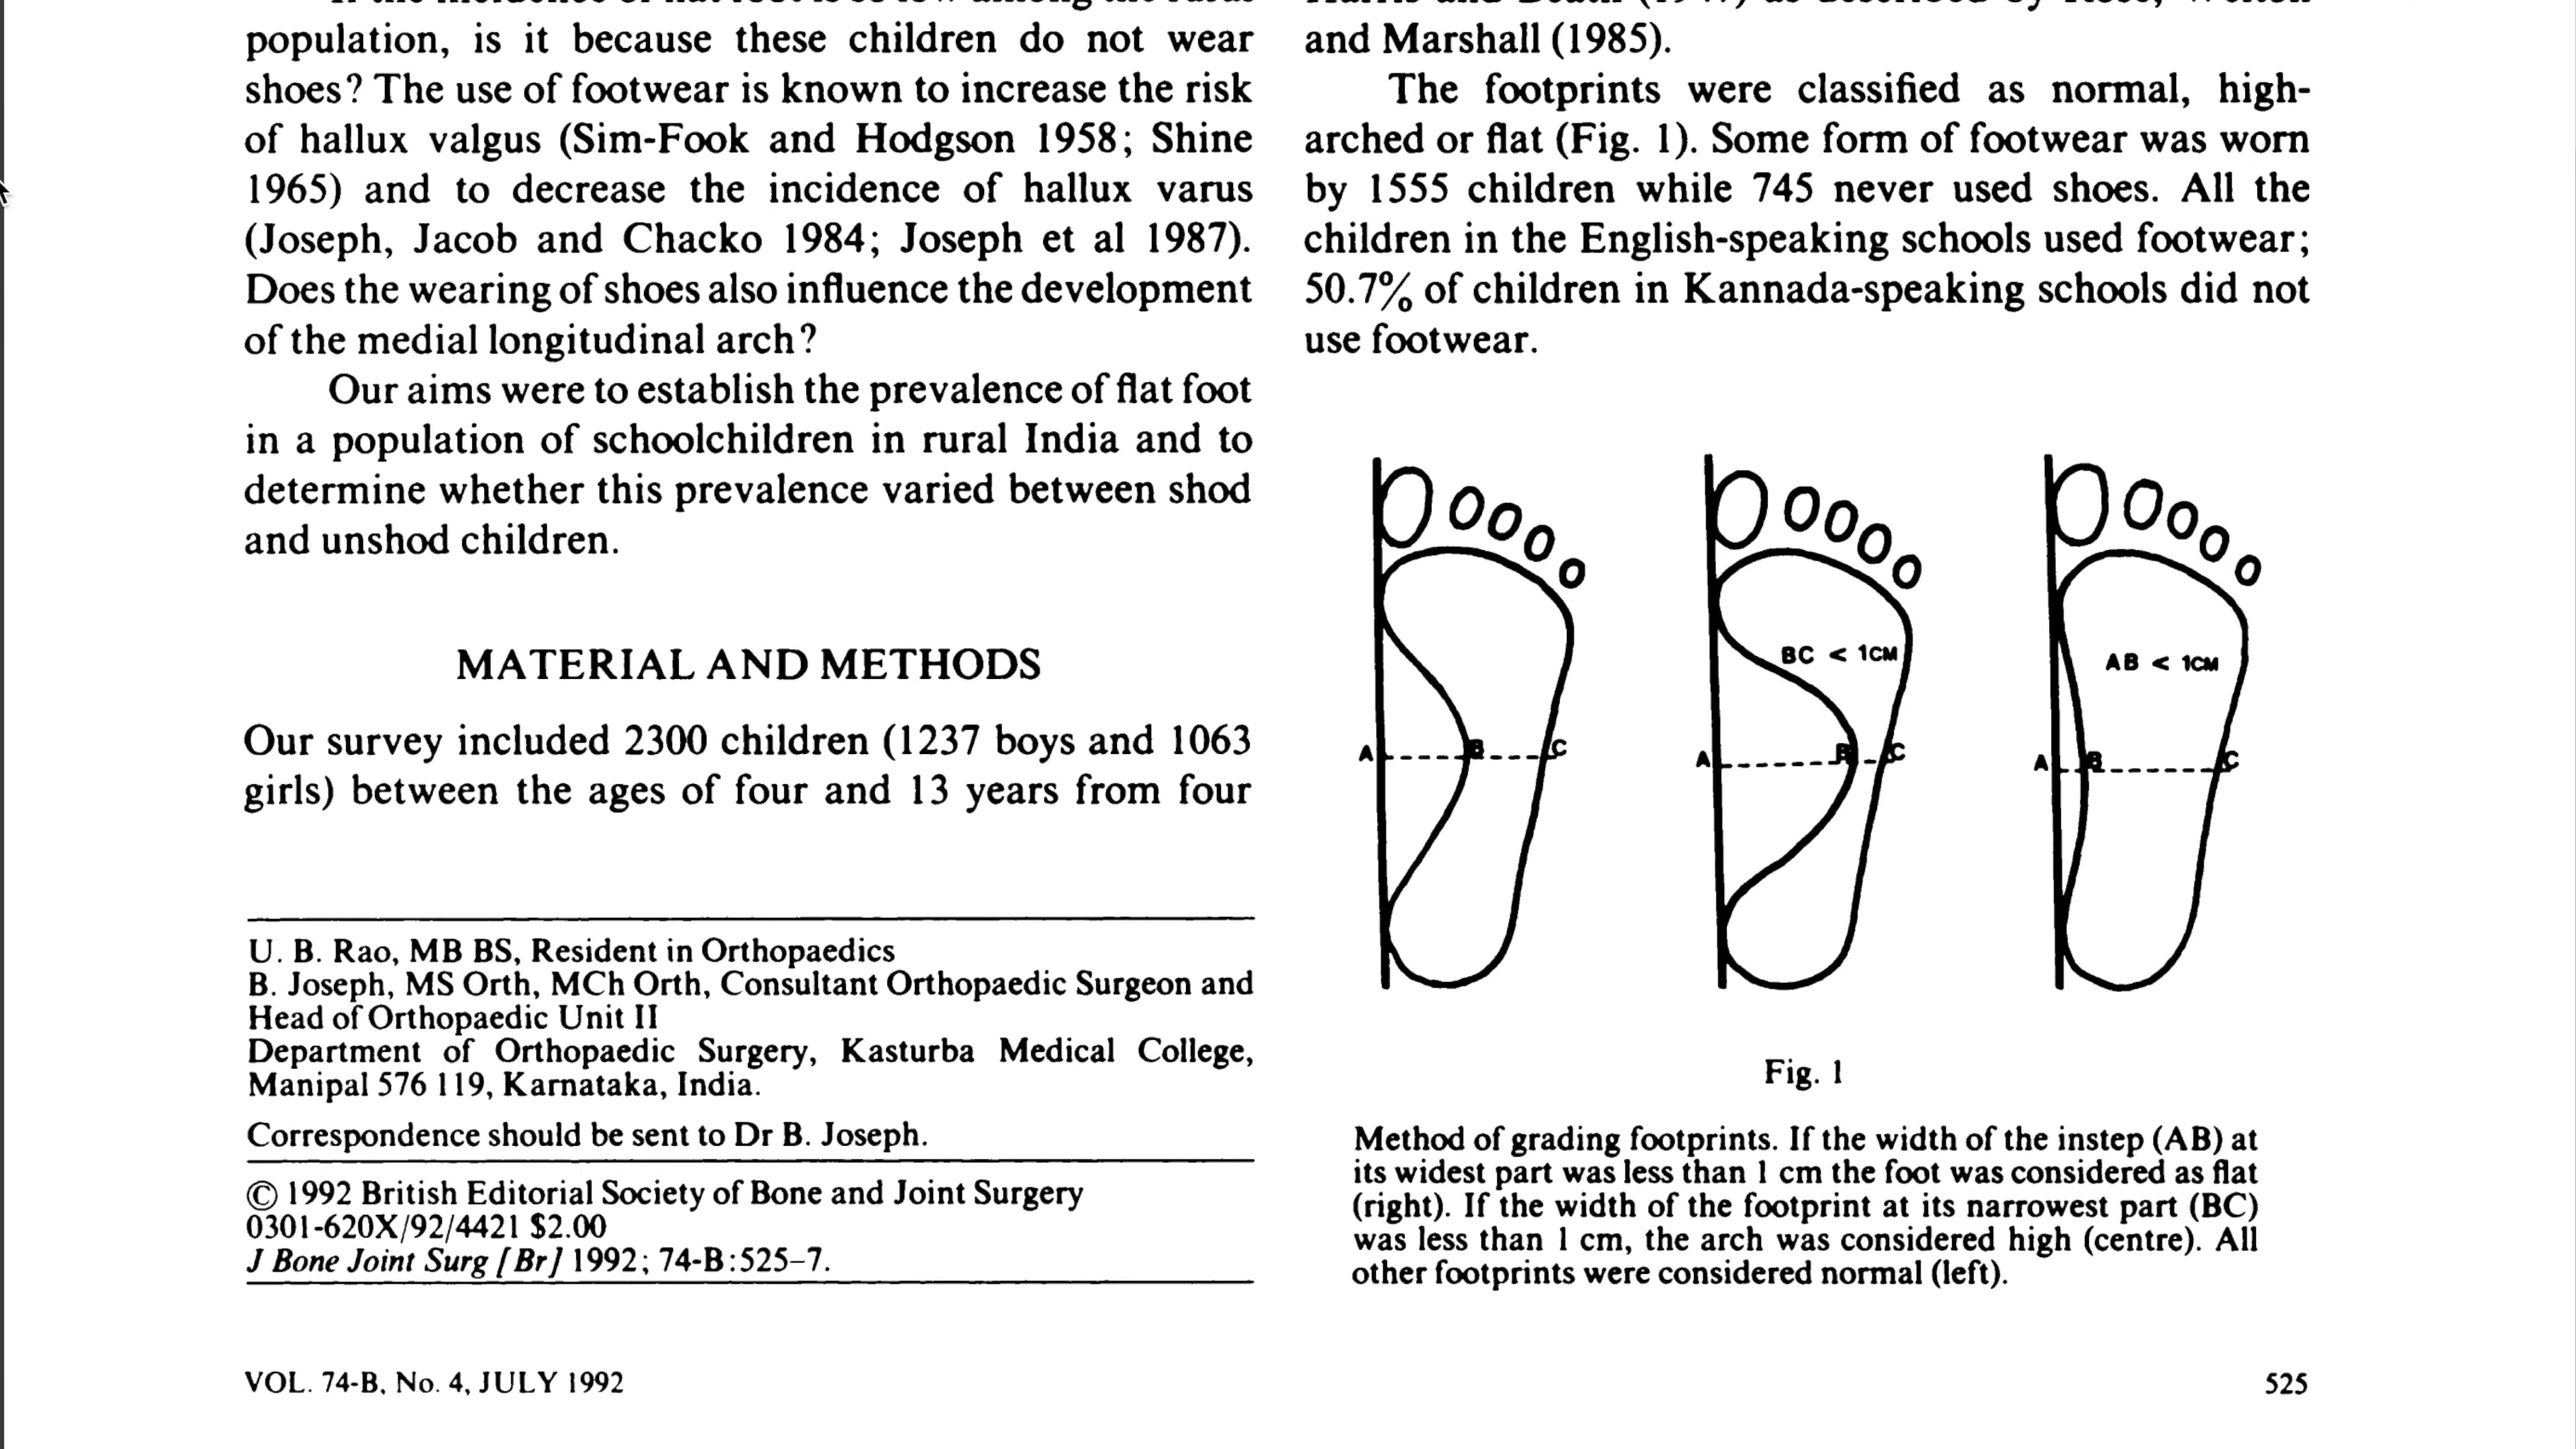 population, is it because these children do not wear
shoes? The use of footwear is known to increase the risk
of hallux valgus (Sim-Fook and Hodgson 1958; Shine
1965) and to decrease the incidence of hallux varus
(Joseph, Jacob and Chacko 1984; Joseph et al 1987).
Does the wearing of shoes also influence the development
of the medial longitudinal arch?
Our aims were to establish the prevalence of flat foot
in a population of schoolchildren in rural India and to
determine whether this prevalence varied between shod
and unshod children.
MATERIAL AND METHODS
Our survey included 2300 children (1237 boys and 1063
girls) between the ages of four and 13 years from four
U. B. Rao, MB BS, Resident in Orthopaedics
B. Joseph, MS Orth, MCh Orth, Consultant Orthopaedic Surgeon and
Head of Orthopaedic Unit II
Department of Orthopaedic Surgery, Kasturba Medical College,
Manipal 576 119, Karnataka, India.
Correspondence should be sent to Dr B. Joseph.
© 1992 British Editorial Society of Bone and Joint Surgery
0301-620X/92/4421 $2.00
J Bone Joint Surg [Br] 1992; 74-B:525-7.
and Marshall (1985).
The footprints were classified as normal, high-
arched or flat (Fig. 1). Some form of footwear was worn
by 1555 children while 745 never used shoes. All the
children in the English-speaking schools used footwear;
50.7% of children in Kannada-speaking schools did not
use footwear.
BC < 1CM
AB < 1CM
A B C
A B C
A B C
Fig. 1
Method of grading footprints. If the width of the instep (AB) at
its widest part was less than 1 cm the foot was considered as flat
(right). If the width of the footprint at its narrowest part (BC)
was less than 1 cm, the arch was considered high (centre). All
other footprints were considered normal (left).
VOL. 74-B, No. 4, JULY 1992
525